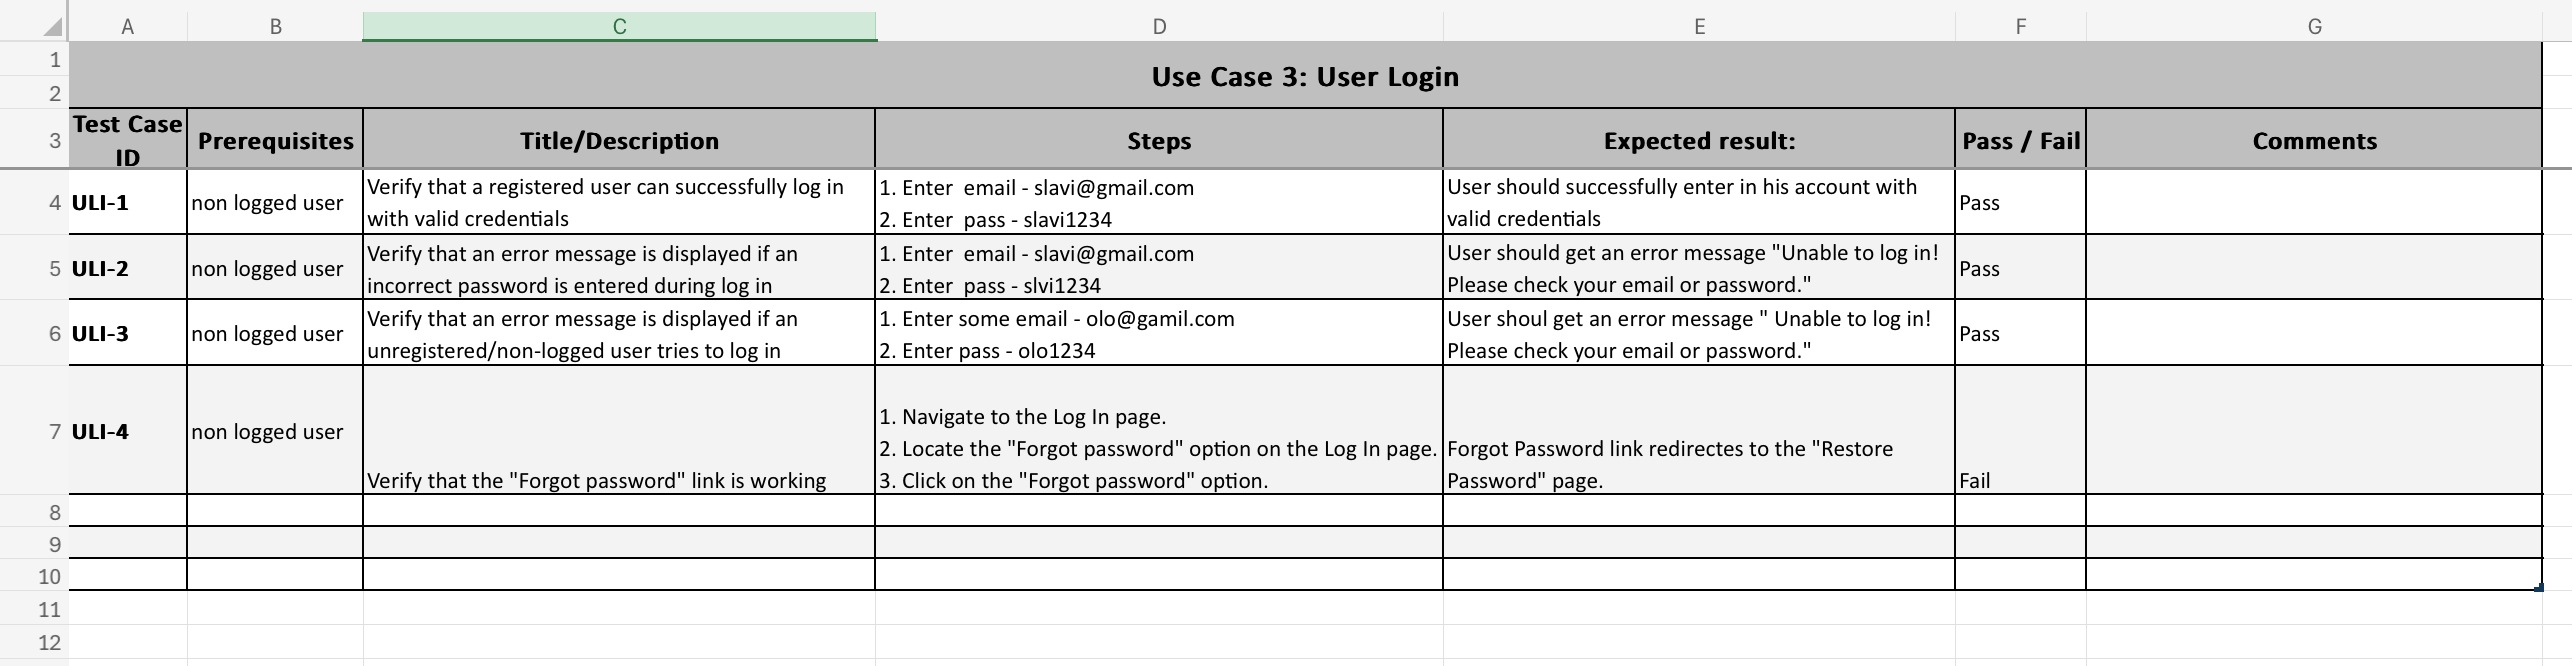 A B C D E F G
1
2
Use Case 3: User Login
3
Test Case
ID
Prerequisites
Title/Description
Steps
Expected result:
Pass / Fail
Comments
4
ULI-1
non logged user
Verify that a registered user can successfully log in
with valid credentials
1. Enter  email - slavi@gmail.com
2. Enter  pass - slavi1234
User should successfully enter in his account with
valid credentials
Pass
5
ULI-2
non logged user
Verify that an error message is displayed if an
incorrect password is entered during log in
1. Enter  email - slavi@gmail.com
2. Enter  pass - slvi1234
User should get an error message "Unable to log in!
Please check your email or password."
Pass
6
ULI-3
non logged user
Verify that an error message is displayed if an
unregistered/non-logged user tries to log in
1. Enter some email - olo@gamil.com
2. Enter pass - olo1234
User shoul get an error message " Unable to log in!
Please check your email or password."
Pass
7
ULI-4
non logged user
Verify that the "Forgot password" link is working
1. Navigate to the Log In page.
2. Locate the "Forgot password" option on the Log In page.
3. Click on the "Forgot password" option.
Forgot Password link redirectes to the "Restore
Password" page.
Fail
8
9
10
11
12